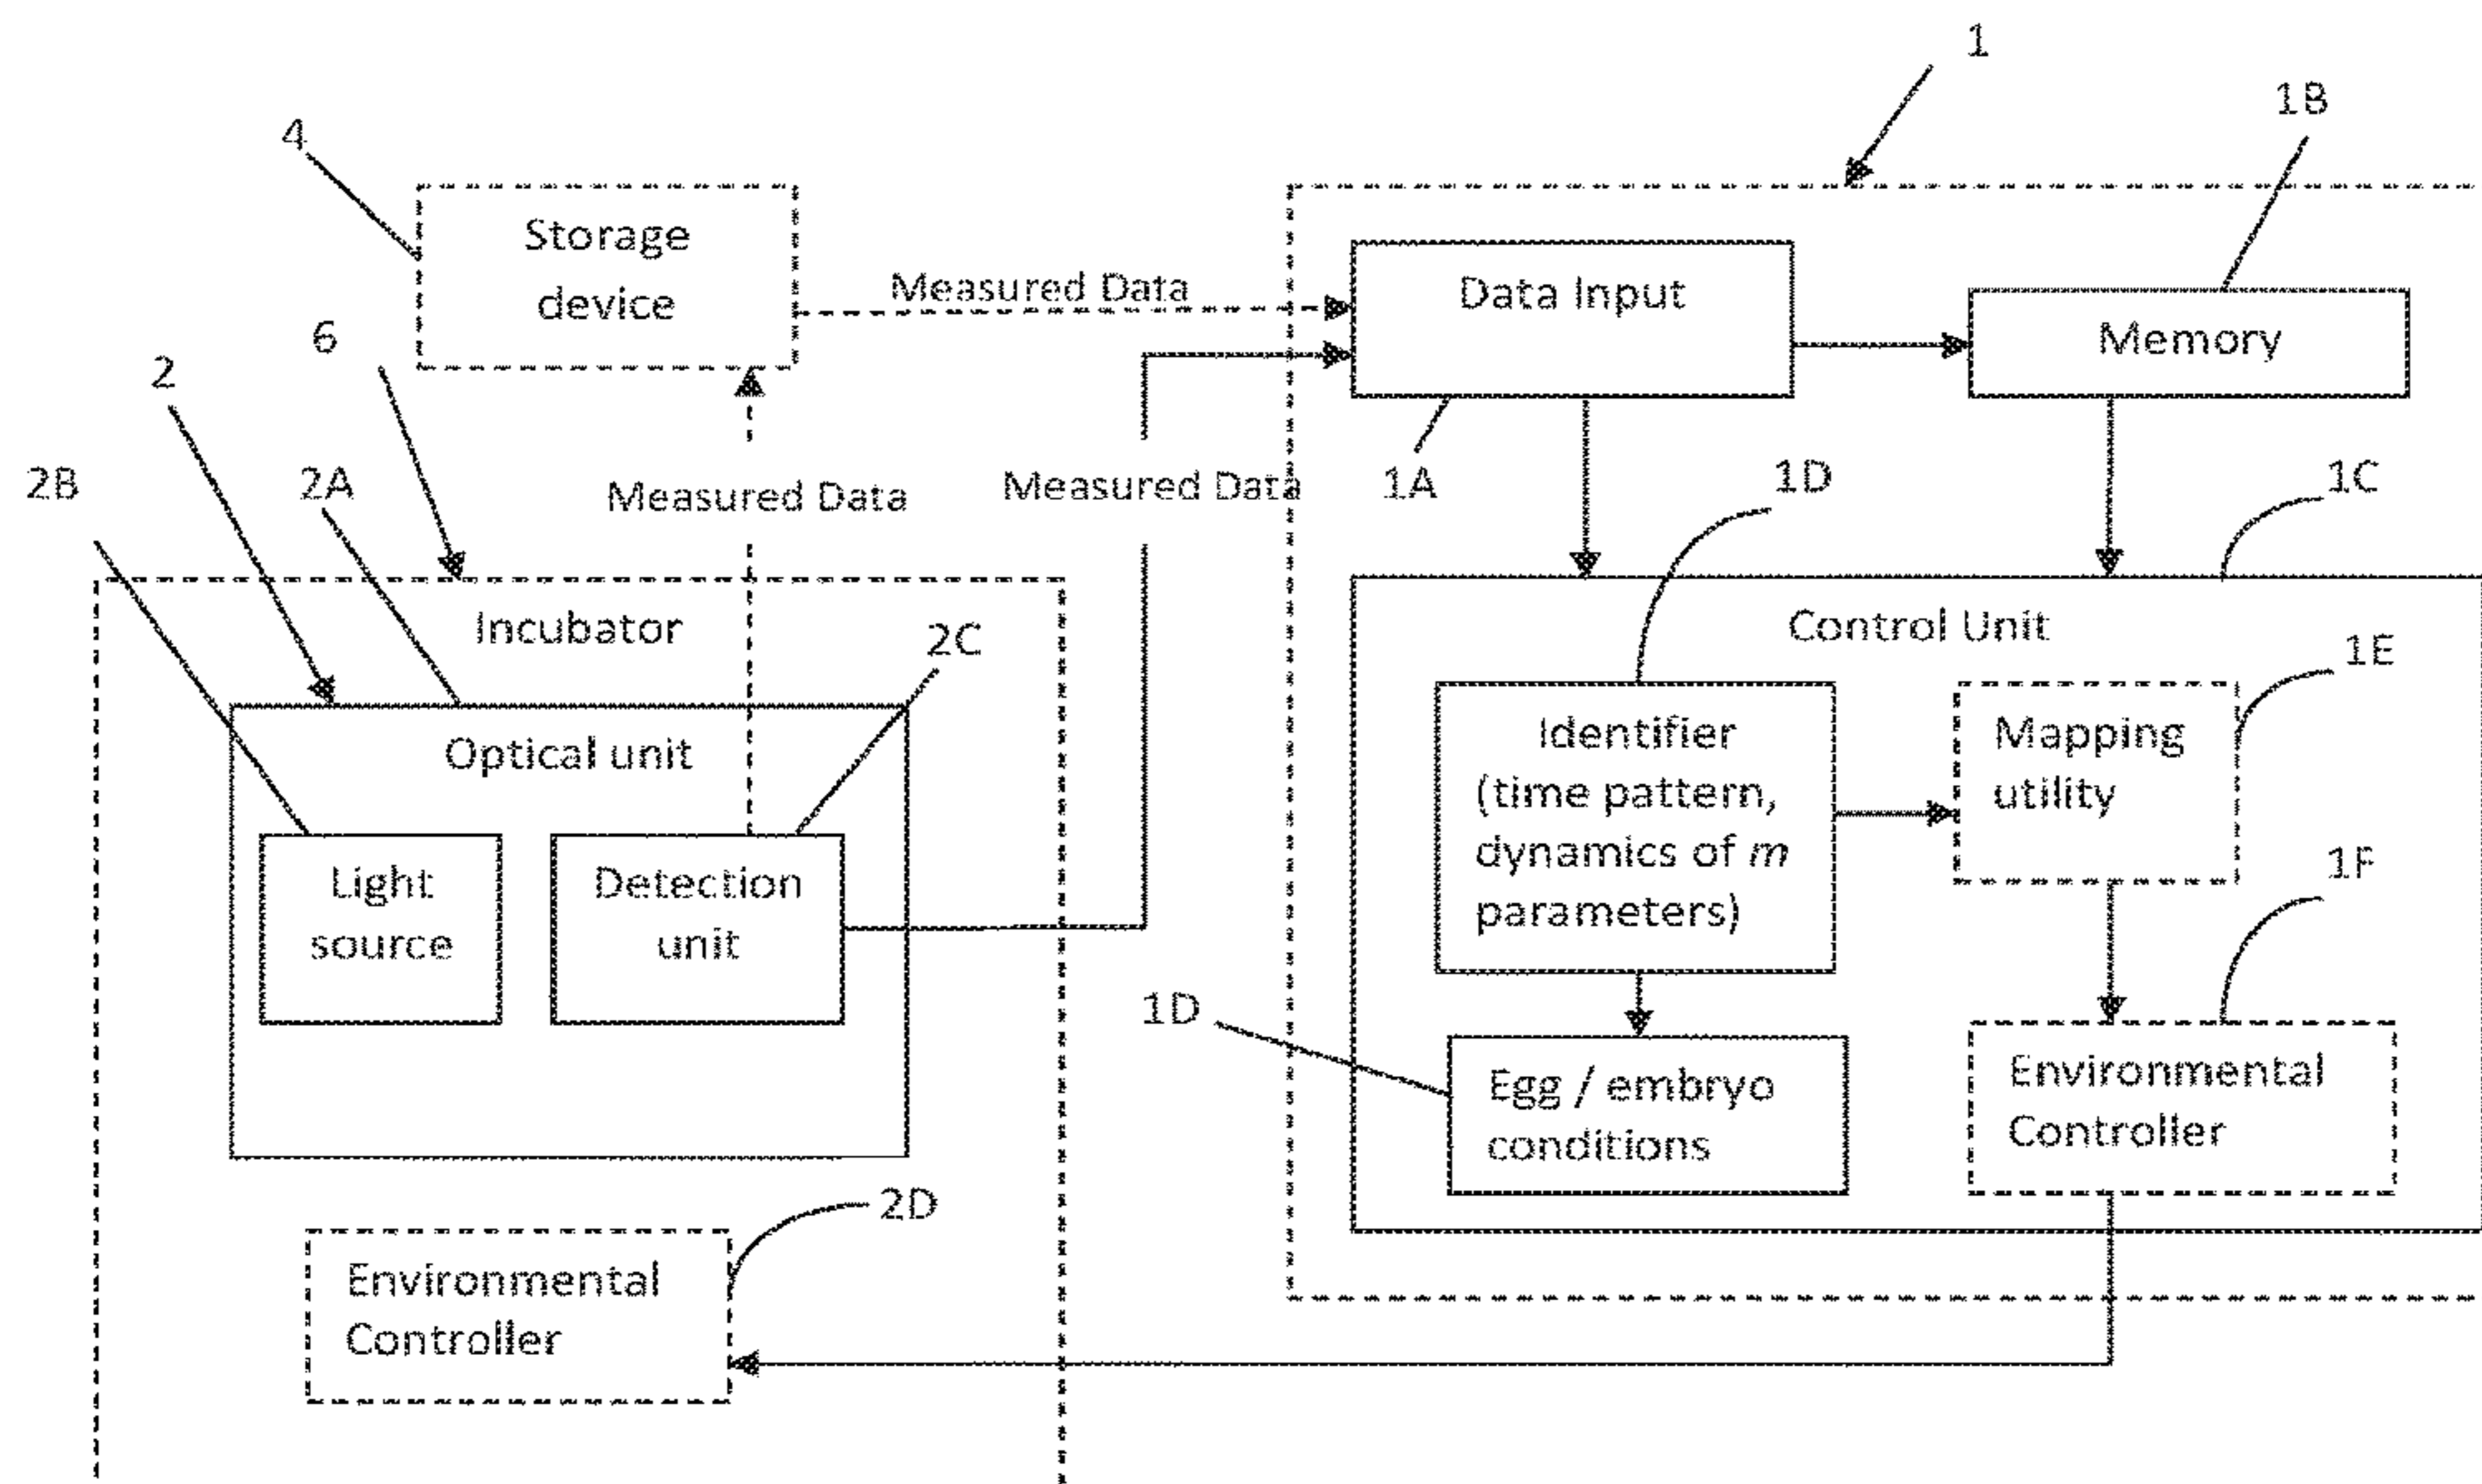 1
1B
4
Storage
device
Measured Data
Data Input
Memory
6
2
2B
2A
Measured Data
Measured Data
1A
1D
1C
Incubator
2C
Control Unit
1E
Optical unit
Identifier
(time pattern,
dynamics of m
parameters)
Mapping
utility
1F
Light
source
Detection
unit
1D
Egg / embryo
conditions
Environmental
Controller
2D
Environmental
Controller